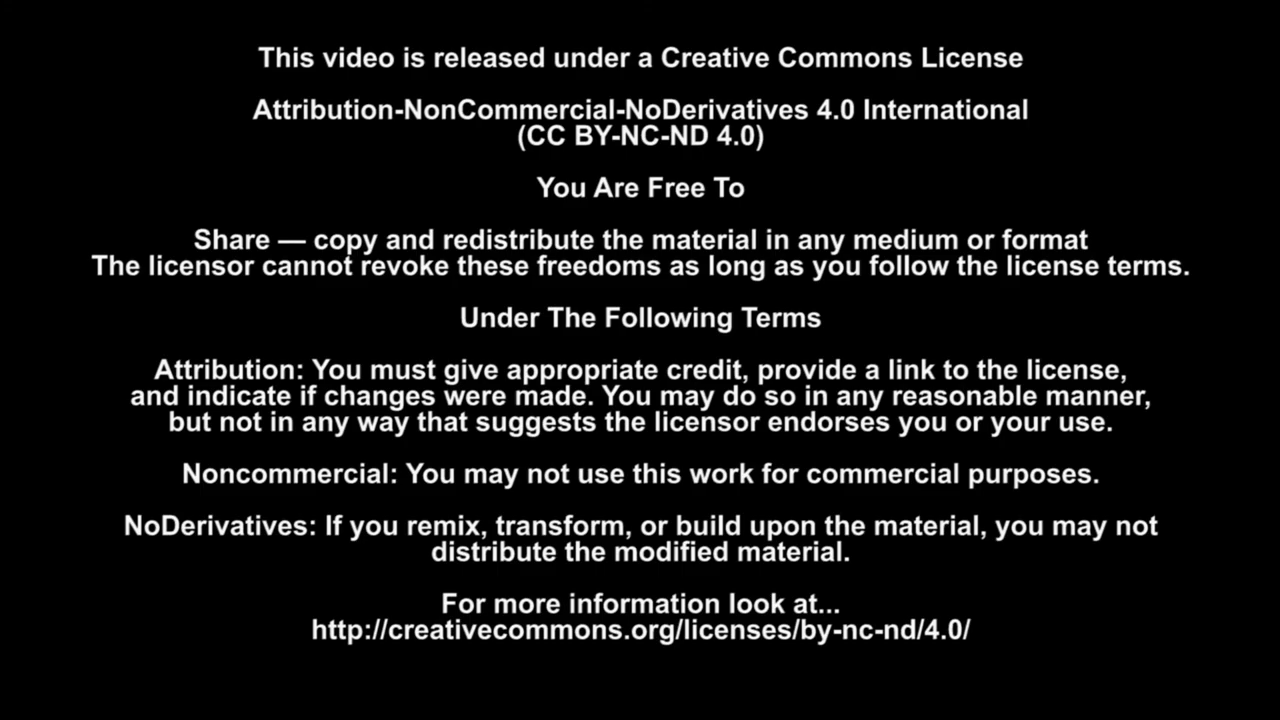 This video is released under a Creative Commons License
Attribution-NonCommercial-NoDerivatives 4.0 International
(CC BY-NC-ND 4.0)
You Are Free To
Share — copy and redistribute the material in any medium or format
The licensor cannot revoke these freedoms as long as you follow the license terms.
Under The Following Terms
Attribution: You must give appropriate credit, provide a link to the license,
and indicate if changes were made. You may do so in any reasonable manner,
but not in any way that suggests the licensor endorses you or your use.
Noncommercial: You may not use this work for commercial purposes.
NoDerivatives: If you remix, transform, or build upon the material, you may not
distribute the modified material.
For more information look at...
http://creativecommons.org/licenses/by-nc-nd/4.0/